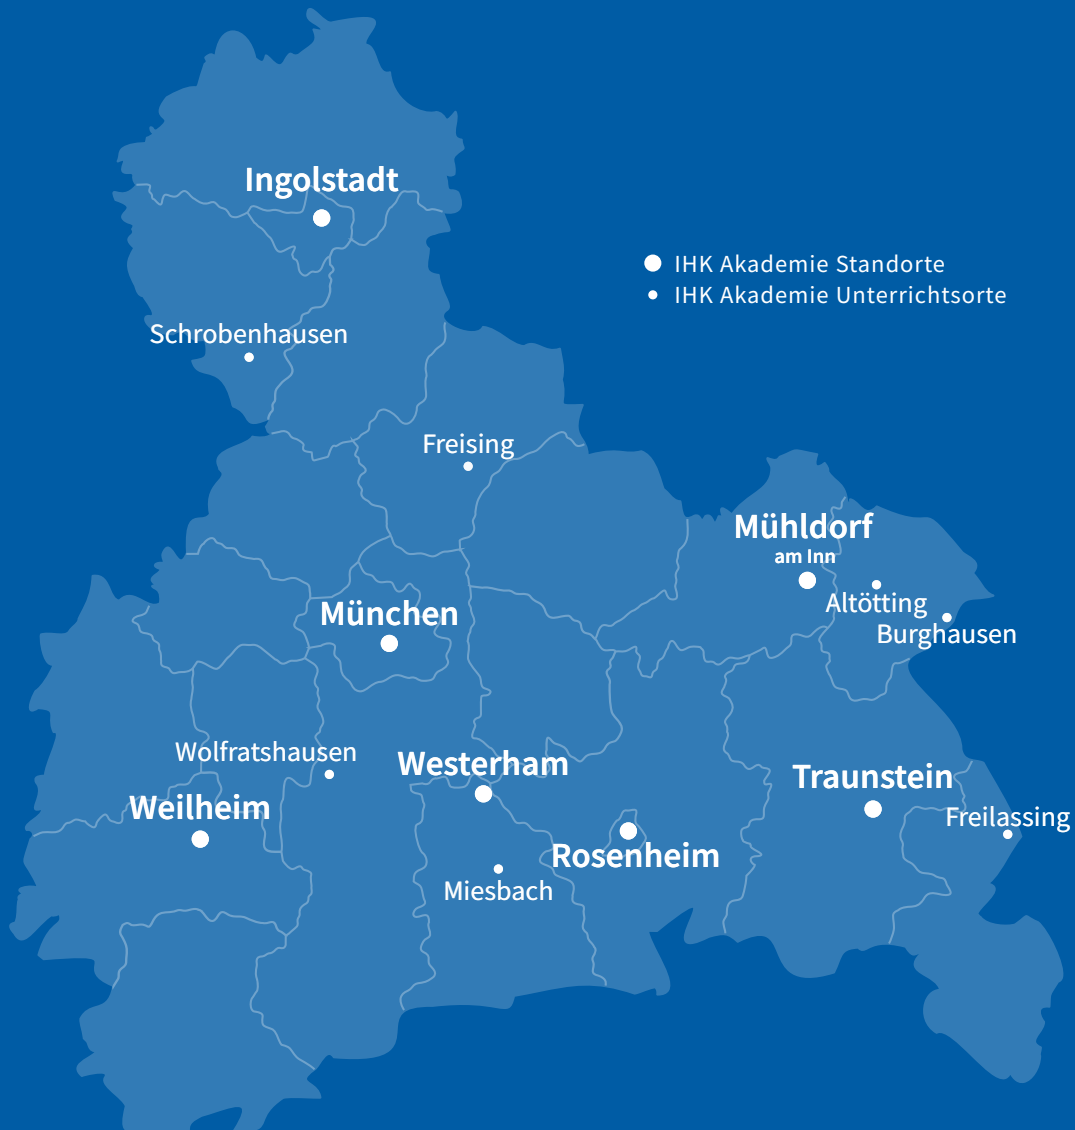 Ingolstadt
IHK Akademie Standorte
IHK Akademie Unterrichtsorte
Schrobenhausen
Freising
Mühldorf
am Inn
Altötting
Burghausen
München
Wolfratshausen
Westerham
Traunstein
Weilheim
Freilassing
Rosenheim
Miesbach